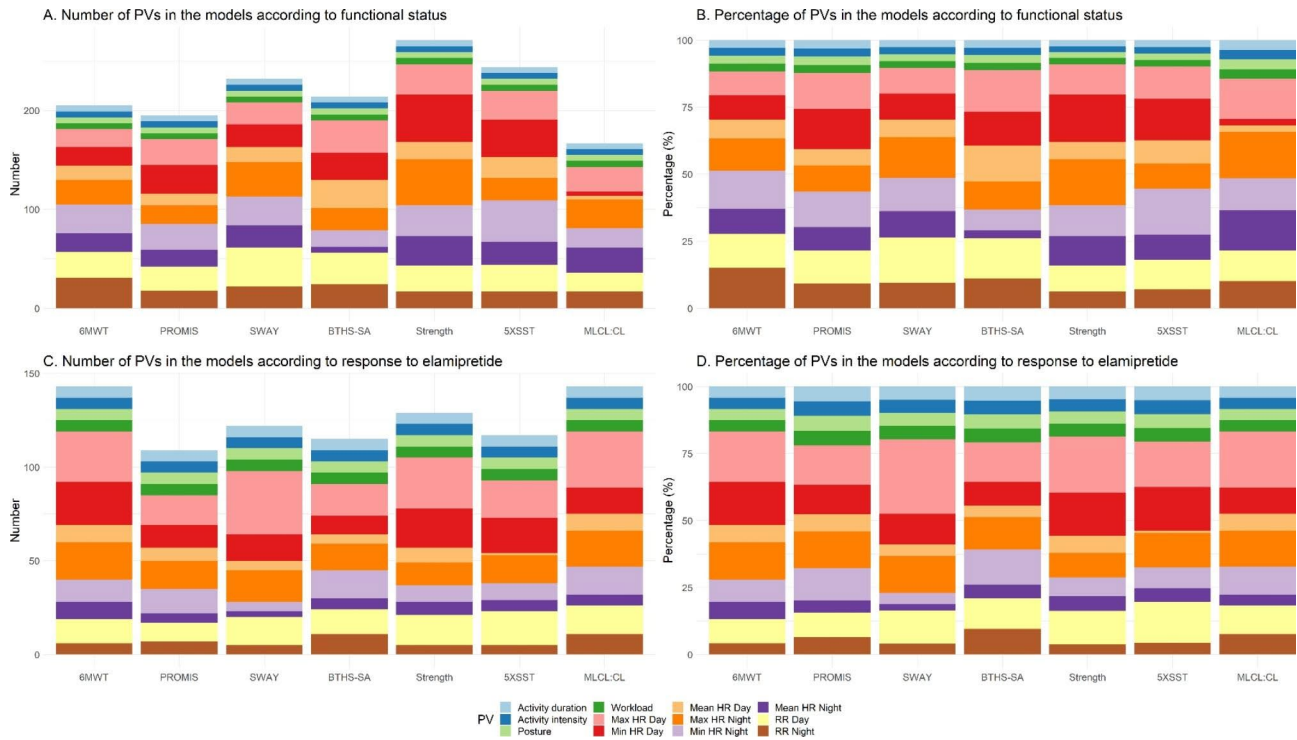 A. Number of PVs in the models according to functional status
Number
200
100
0
6MWT PROMIS SWAY BTHS-SA Strength 5XSST MLCL:CL
B. Percentage of PVs in the models according to functional status
Percentage (%)
100
75
50
25
0
6MWT PROMIS SWAY BTHS-SA Strength 5XSST MLCL:CL
C. Number of PVs in the models according to response to elamipretide
Number
150
100
50
0
6MWT PROMIS SWAY BTHS-SA Strength 5XSST MLCL:CL
D. Percentage of PVs in the models according to response to elamipretide
Percentage (%)
100
75
50
25
0
6MWT PROMIS SWAY BTHS-SA Strength 5XSST MLCL:CL
PV
Activity duration Workload Mean HR Day Mean HR Night
Activity intensity Max HR Day Max HR Night RR Day
Posture Min HR Day Min HR Night RR Night